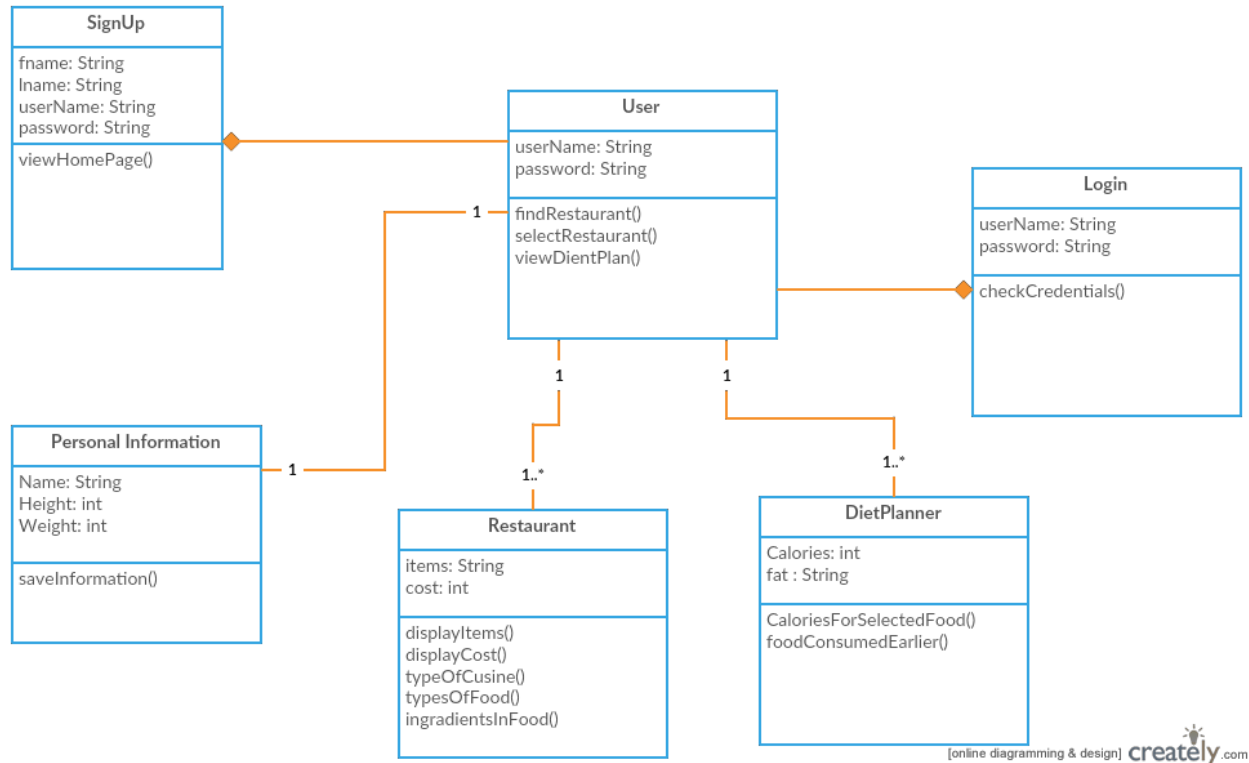 SignUp
fname: String
lname: String
userName: String
password: String
viewHomePage()
User
userName: String
password: String
findRestaurant()
selectRestaurant()
viewDientPlan()
Login
userName: String
password: String
checkCredentials()
1
1
1
1
1..*
1..*
Personal Information
Name: String
Height: int
Weight: int
saveInformation()
Restaurant
items: String
cost: int
displayItems()
displayCost()
typeOfCusine()
typesOfFood()
ingradientsInFood()
DietPlanner
Calories: int
fat : String
CaloriesForSelectedFood()
foodConsumedEarlier()
[online diagramming & design] creately.com